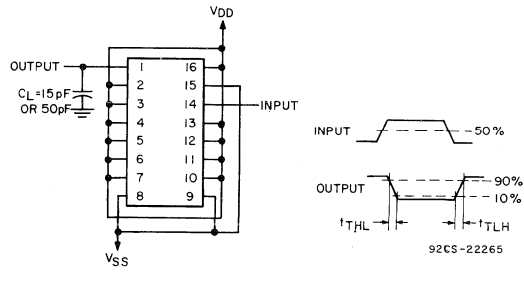 VDD
OUTPUT
CL=15pF
OR 50pF
1 16
2 15
3 14
INPUT
4 13
5 12
6 11
7 10
8 9
VSS
INPUT
50%
OUTPUT
90%
10%
tTHL
tTLH
92CS-22265